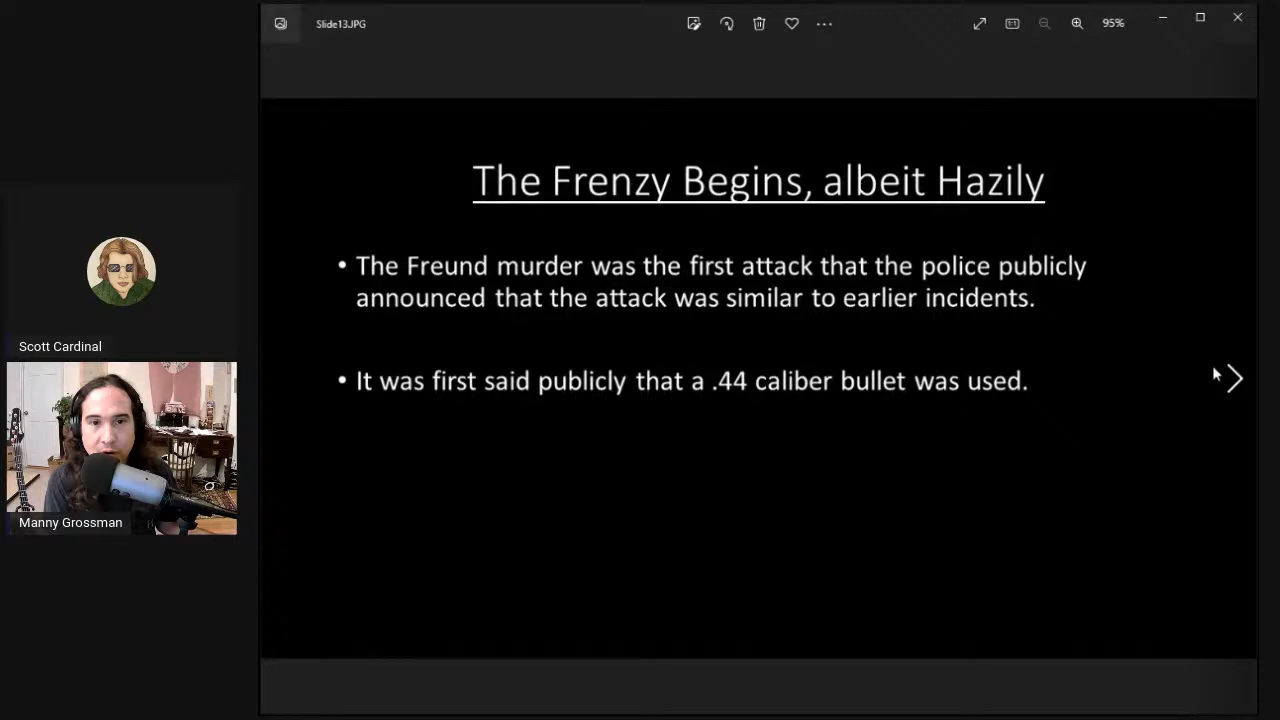 Slide13.JPG
95%
The Frenzy Begins, albeit Hazily
• The Freund murder was the first attack that the police publicly
announced that the attack was similar to earlier incidents.
• It was first said publicly that a .44 caliber bullet was used.
Scott Cardinal
Manny Grossman